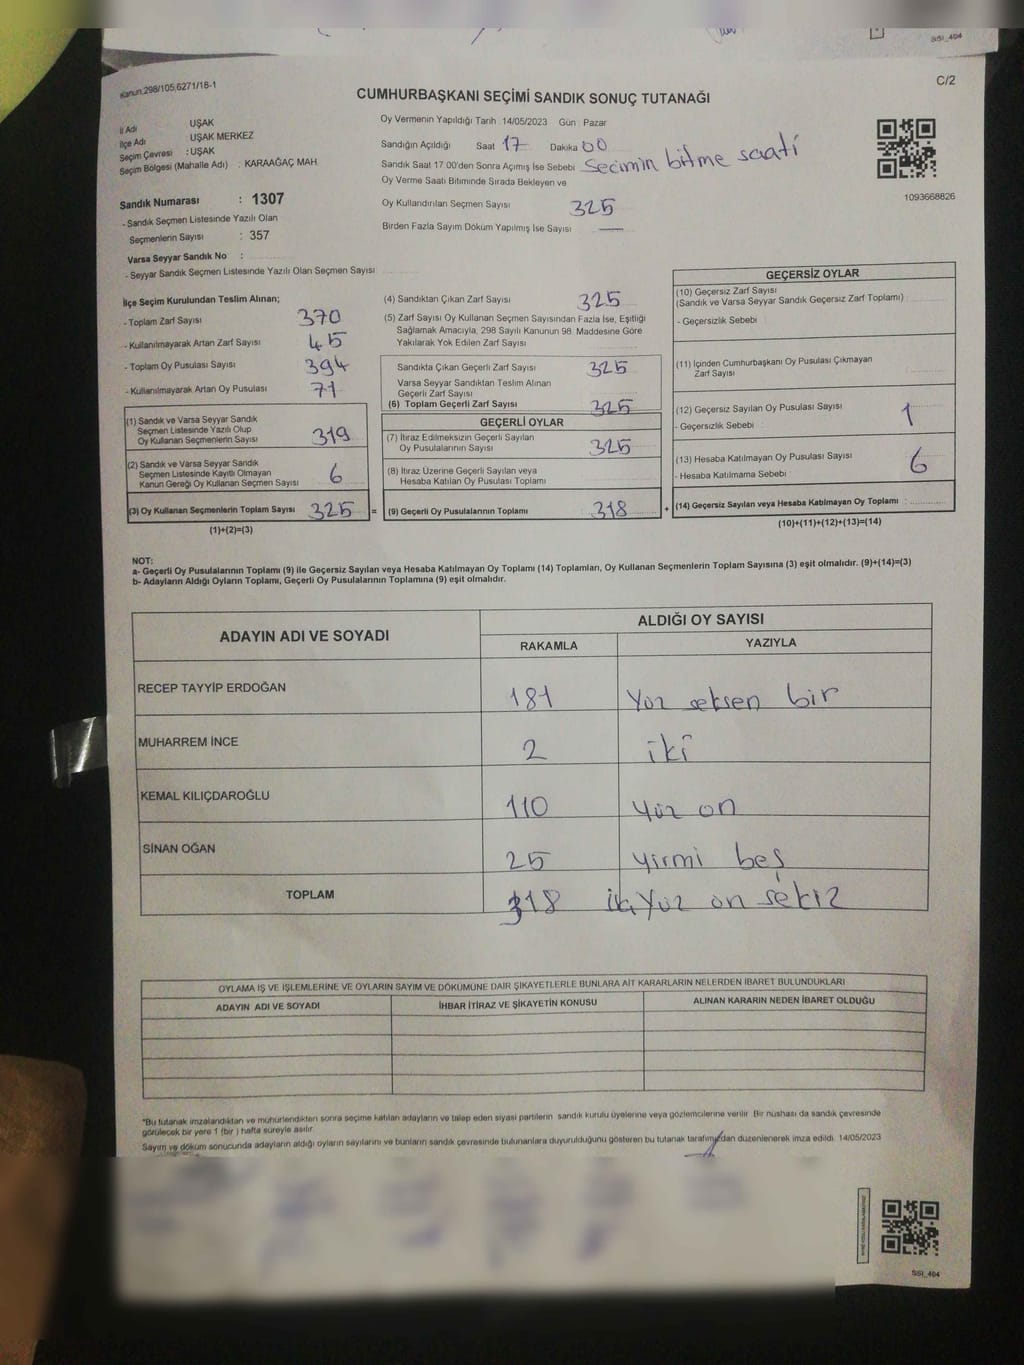 SSI_404
Kanun:298/105,6271/18-1
C/2
CUMHURBAŞKANI SEÇİMİ SANDIK SONUÇ TUTANAĞI
İl Adı UŞAK
İlçe Adı UŞAK MERKEZ
Seçim Çevresi : UŞAK
Seçim Bölgesi (Mahalle Adı) : KARAAĞAÇ MAH.
Oy Vermenin Yapıldığı Tarih :14/05/2023 Gün : Pazar
Sandığın Açıldığı Saat 17 Dakika 00
Sandık Saat 17:00'den Sonra Açımış İse Sebebi Secimin bitme saati
Oy Verme Saati Bitiminde Sırada Bekleyen ve
Oy Kullandırılan Seçmen Sayısı 325
Birden Fazla Sayım Döküm Yapılmış İse Sayısı —
1093668826
Sandık Numarası : 1307
- Sandık Seçmen Listesinde Yazılı Olan
Seçmenlerin Sayısı : 357
Varsa Seyyar Sandık No :
- Seyyar Sandık Seçmen Listesinde Yazılı Olan Seçmen Sayısı
İlçe Seçim Kurulundan Teslim Alınan;
- Toplam Zarf Sayısı 370
- Kullanılmayarak Artan Zarf Sayısı 45
- Toplam Oy Pusulası Sayısı 394
- Kullanılmayarak Artan Oy Pusulası 71
(1) Sandık ve Varsa Seyyar Sandık
Seçmen Listesinde Yazılı Olup
Oy Kullanan Seçmenlerin Sayısı 319
(2) Sandık ve Varsa Seyyar Sandık
Seçmen Listesinde Kayıtlı Olmayan
Kanun Gereği Oy Kullanan Seçmen Sayısı 6
(3) Oy Kullanan Seçmenlerin Toplam Sayısı 325 =
(1)+(2)=(3)
(4) Sandıktan Çıkan Zarf Sayısı 325
(5) Zarf Sayısı Oy Kullanan Seçmen Sayısından Fazla İse, Eşitliği
Sağlamak Amacıyla, 298 Sayılı Kanunun 98. Maddesine Göre
Yakılarak Yok Edilen Zarf Sayısı
Sandıkta Çıkan Geçerli Zarf Sayısı 325
Varsa Seyyar Sandıktan Teslim Alınan
Geçerli Zarf Sayısı
(6) Toplam Geçerli Zarf Sayısı 325
GEÇERLİ OYLAR
(7) İtiraz Edilmeksizin Geçerli Sayılan
Oy Pusulalarının Sayısı 325
(8) İtiraz Üzerine Geçerli Sayılan veya
Hesaba Katılan Oy Pusulası Toplamı
(9) Geçerli Oy Pusulalarının Toplamı 318 +
GEÇERSİZ OYLAR
(10) Geçersiz Zarf Sayısı
(Sandık ve Varsa Seyyar Sandık Geçersiz Zarf Toplamı)
- Geçersizlik Sebebi :
(11) İçinden Cumhurbaşkanı Oy Pusulası Çıkmayan
Zarf Sayısı
(12) Geçersiz Sayılan Oy Pusulası Sayısı 1
- Geçersizlik Sebebi :
(13) Hesaba Katılmayan Oy Pusulası Sayısı 6
- Hesaba Katılmama Sebebi :
(14) Geçersiz Sayılan veya Hesaba Katılmayan Oy Toplamı :
(10)+(11)+(12)+(13)=(14)
NOT:
a- Geçerli Oy Pusulalarının Toplamı (9) ile Geçersiz Sayılan veya Hesaba Katılmayan Oy Toplamı (14) Toplamları, Oy Kullanan Seçmenlerin Toplam Sayısına (3) eşit olmalıdır. (9)+(14)=(3)
b- Adayların Aldığı Oyların Toplamı, Geçerli Oy Pusulalarının Toplamına (9) eşit olmalıdır.
ADAYIN ADI VE SOYADI ALDIĞI OY SAYISI
RAKAMLA YAZIYLA
RECEP TAYYİP ERDOĞAN 181 Yüz seksen bir
MUHARREM İNCE 2 iki
KEMAL KILIÇDAROĞLU 110 yüz on
SİNAN OĞAN 25 yirmi beş
TOPLAM 318 yüz on sekiz
OYLAMA İŞ VE İŞLEMLERİNE VE OYLARIN SAYIM VE DÖKÜMÜNE DAİR ŞİKAYETLERLE BUNLARA AİT KARARLARIN NELERDEN İBARET BULUNDUKLARI
ADAYIN ADI VE SOYADI İHBAR İTİRAZ VE ŞİKAYETİN KONUSU ALINAN KARARIN NEDEN İBARET OLDUĞU
*Bu tutanak imzalandıktan ve mühürlendikten sonra seçime katılan adayların ve talep eden siyasi partilerin sandık kurulu üyelerine veya gözlemcilerine verilir. Bir nüshası da sandık çevresinde
görülecek bir yere 1 (bir ) hafta süreyle asılır.
Sayım ve döküm sonucunda adayların aldığı oyların sayılarını ve bunların sandık çevresinde bulunanlara duyurulduğunu gösteren bu tutanak tarafımızdan düzenlenerek imza edildi. 14/05/2023
SSI_404